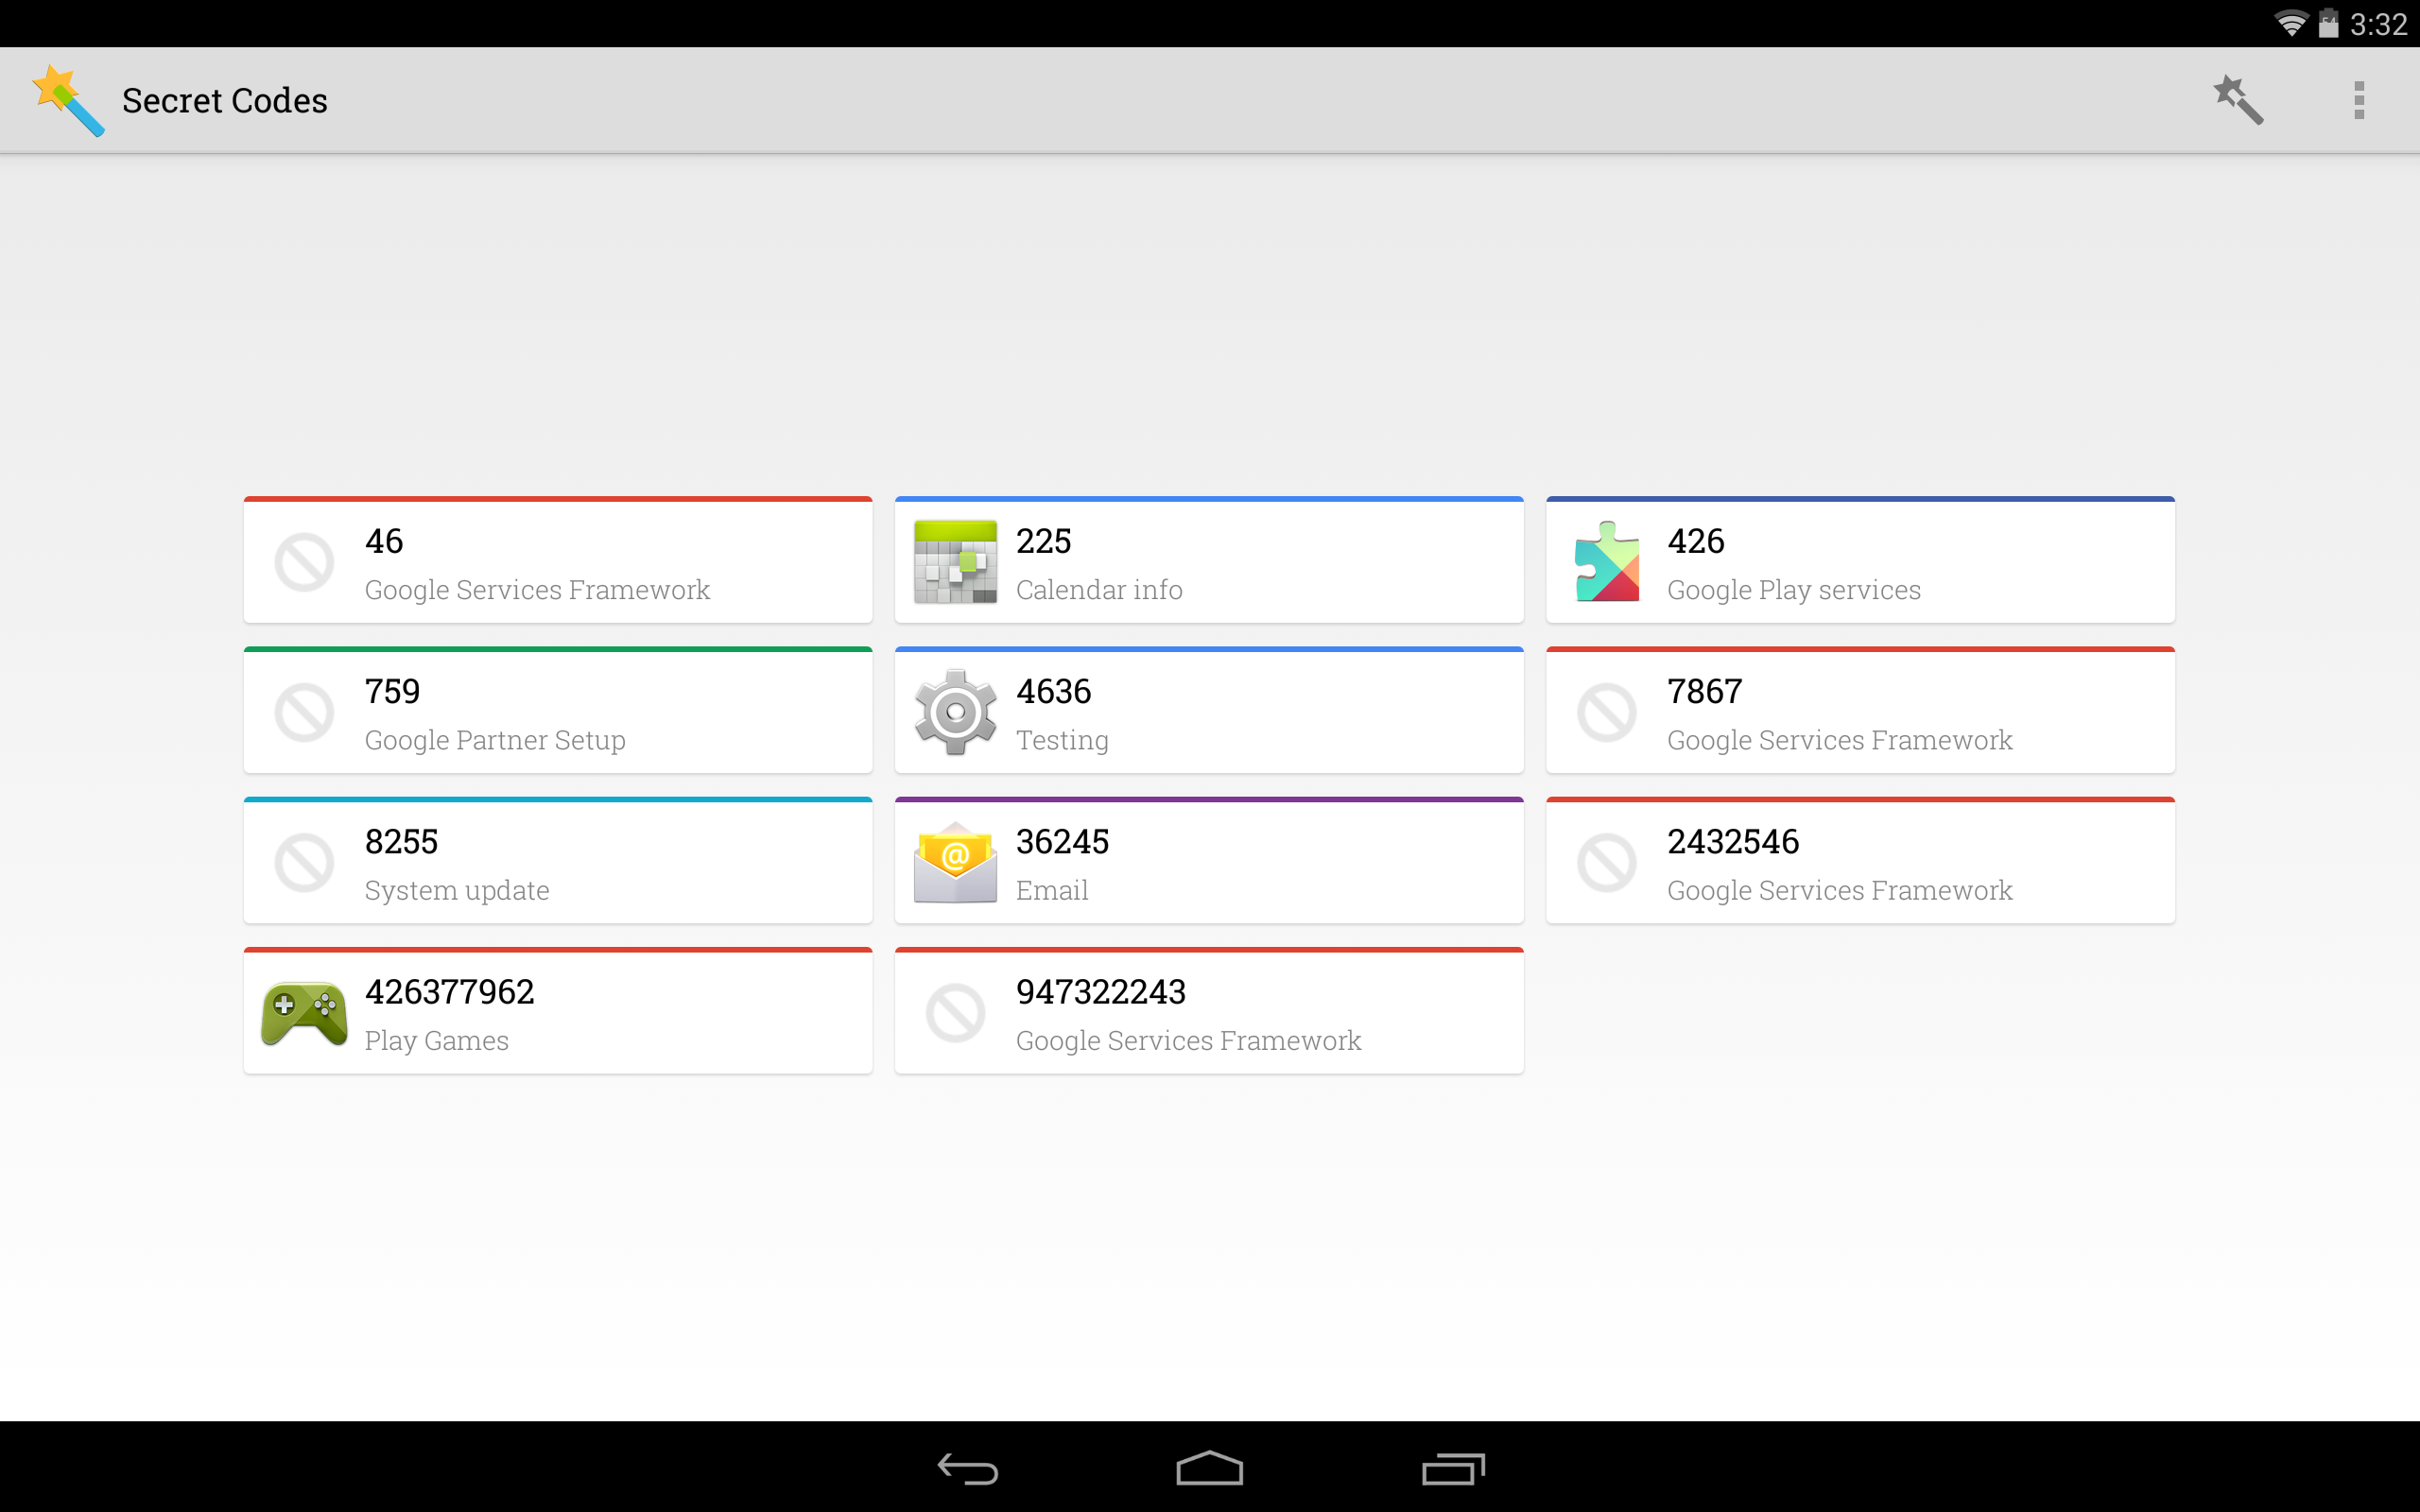 54 3:32
Secret Codes
46
Google Services Framework
225
Calendar info
426
Google Play services
759
Google Partner Setup
4636
Testing
7867
Google Services Framework
8255
System update
36245
Email
@
2432546
Google Services Framework
426377962
Play Games
947322243
Google Services Framework